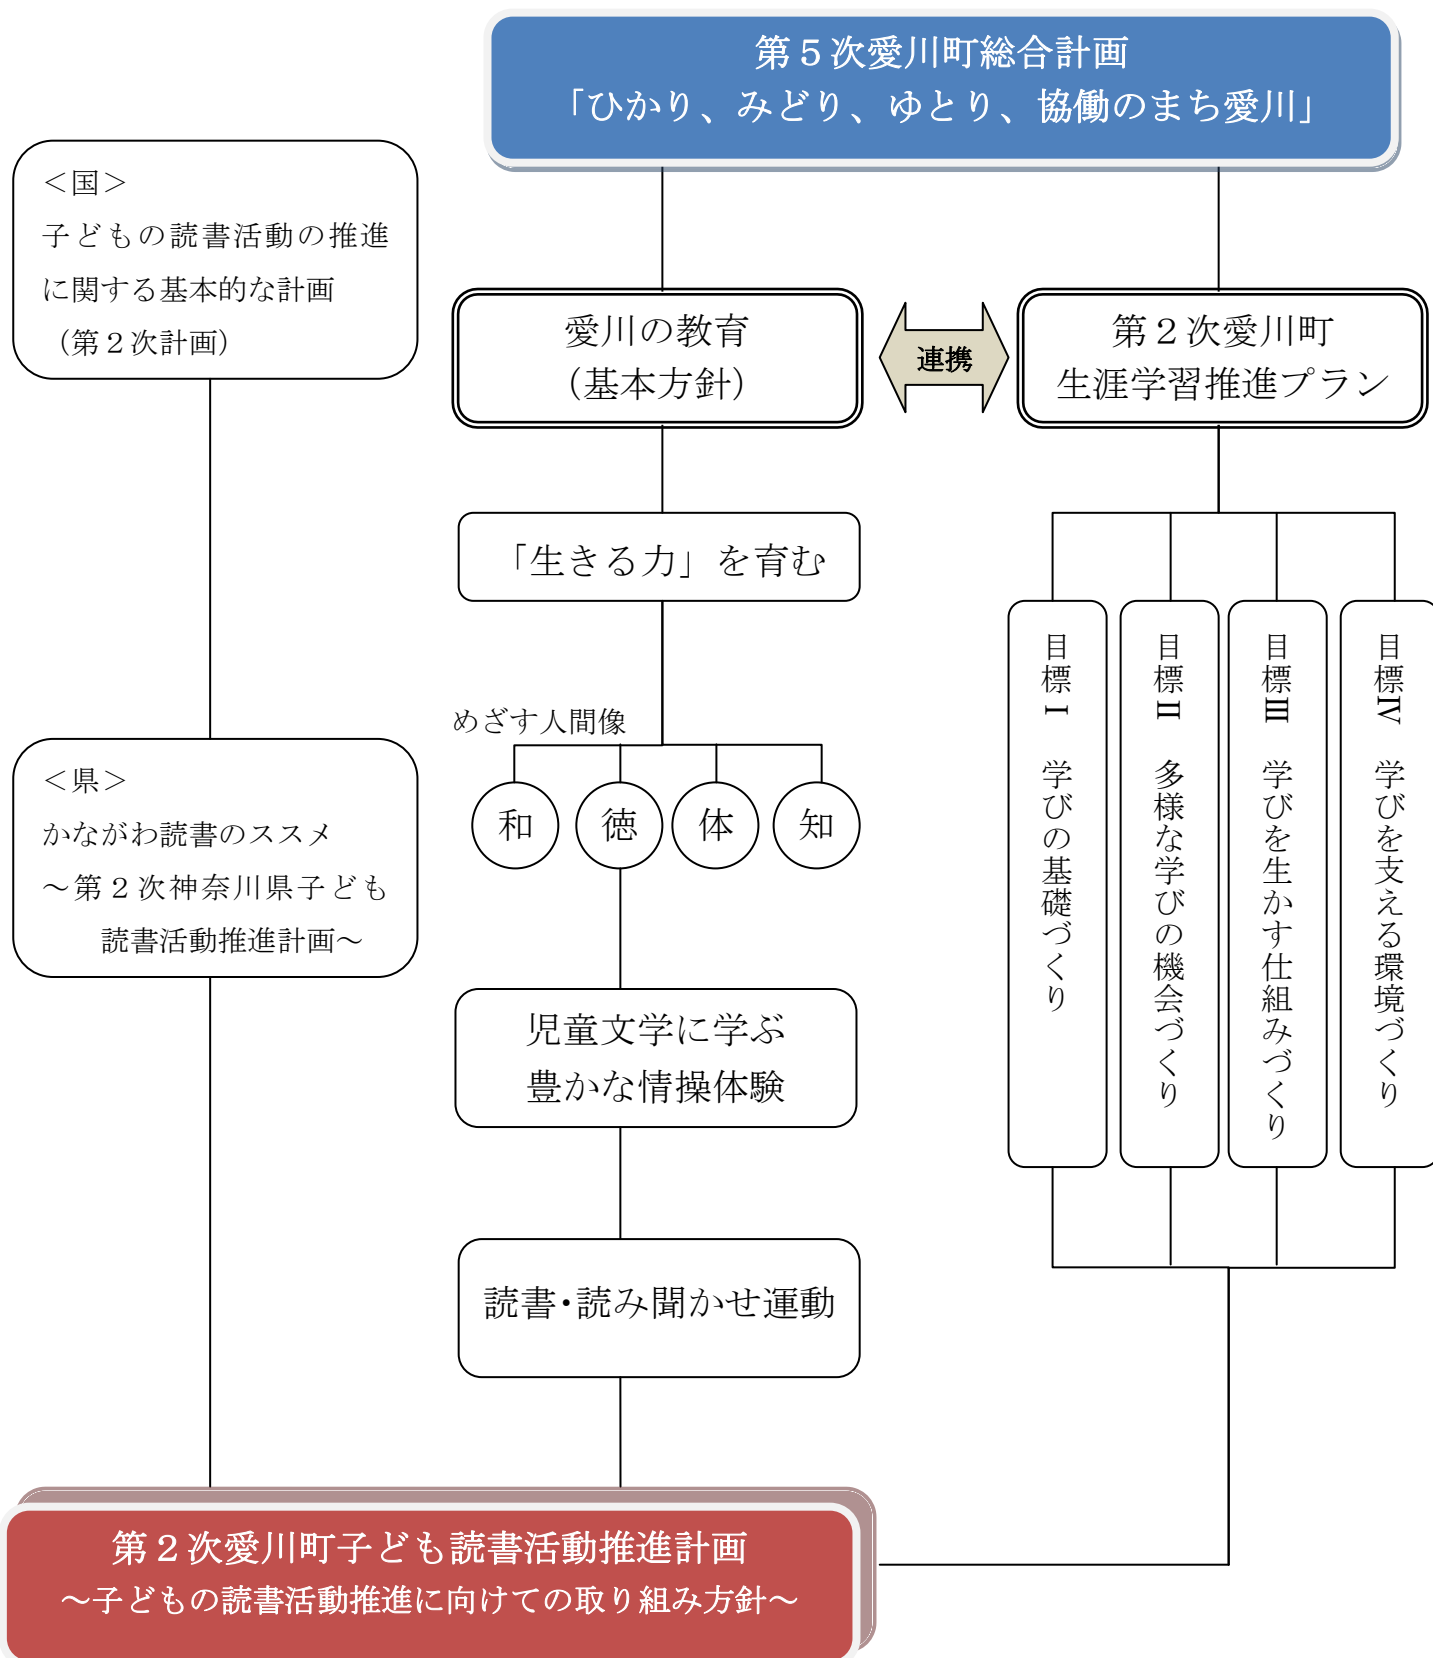 第５次愛川町総合計画
「ひかり、みどり、ゆとり、協働のまち愛川」
＜国＞
子どもの読書活動の推進
に関する基本的な計画
（第２次計画）
愛川の教育
（基本方針）
連携
第２次愛川町
生涯学習推進プラン
「生きる力」を育む
めざす人間像
和
徳
体
知
＜県＞
かながわ読書のススメ
～第２次神奈川県子ども
読書活動推進計画～
児童文学に学ぶ
豊かな情操体験
読書・読み聞かせ運動
目標Ⅰ　学びの基礎づくり
目標Ⅱ　多様な学びの機会づくり
目標Ⅲ　学びを生かす仕組みづくり
目標Ⅳ　学びを支える環境づくり
第２次愛川町子ども読書活動推進計画
～子どもの読書活動推進に向けての取り組み方針～